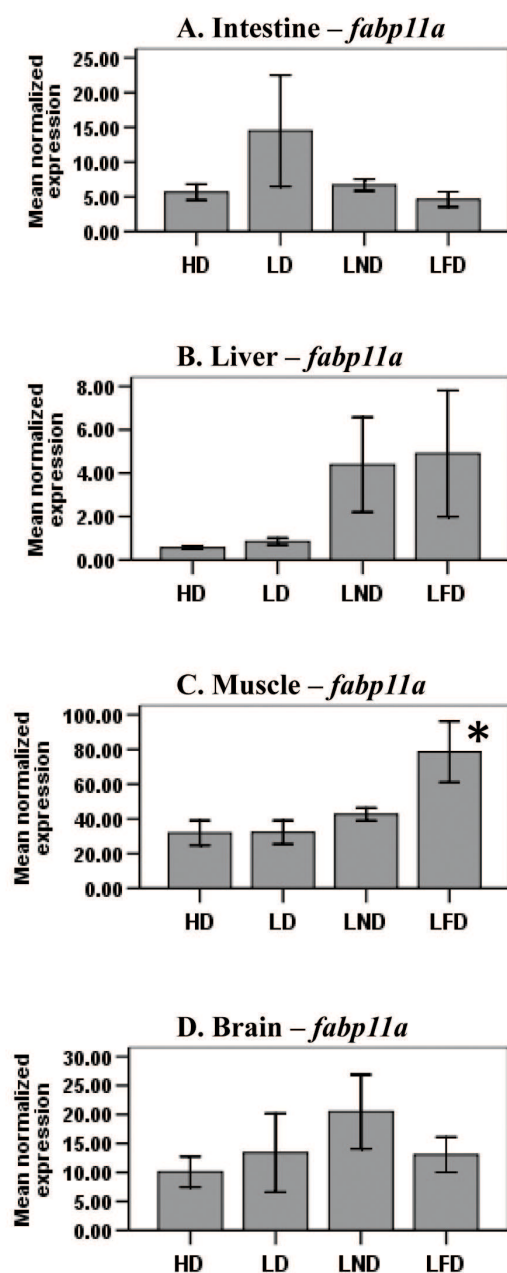 A. Intestine – fabp11a
Mean normalized
expression
25.00
20.00
15.00
10.00
5.00
0.00
HD LD LND LFD
B. Liver – fabp11a
Mean normalized
expression
8.00
6.00
4.00
2.00
0.00
HD LD LND LFD
C. Muscle – fabp11a
Mean normalized
expression
100.00
80.00
60.00
40.00
20.00
0.00
*
HD LD LND LFD
D. Brain – fabp11a
Mean normalized
expression
30.00
25.00
20.00
15.00
10.00
5.00
0.00
HD LD LND LFD